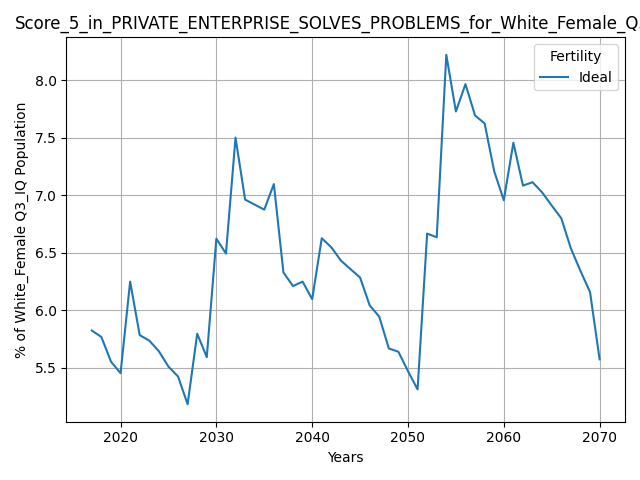 Score_5_in_PRIVATE_ENTERPRISE_SOLVES_PROBLEMS_for_White_Female_Q
Fertility
Ideal
% of White_Female Q3_IQ Population
8.0
7.5
7.0
6.5
6.0
5.5
2020 2030 2040 2050 2060 2070
Years